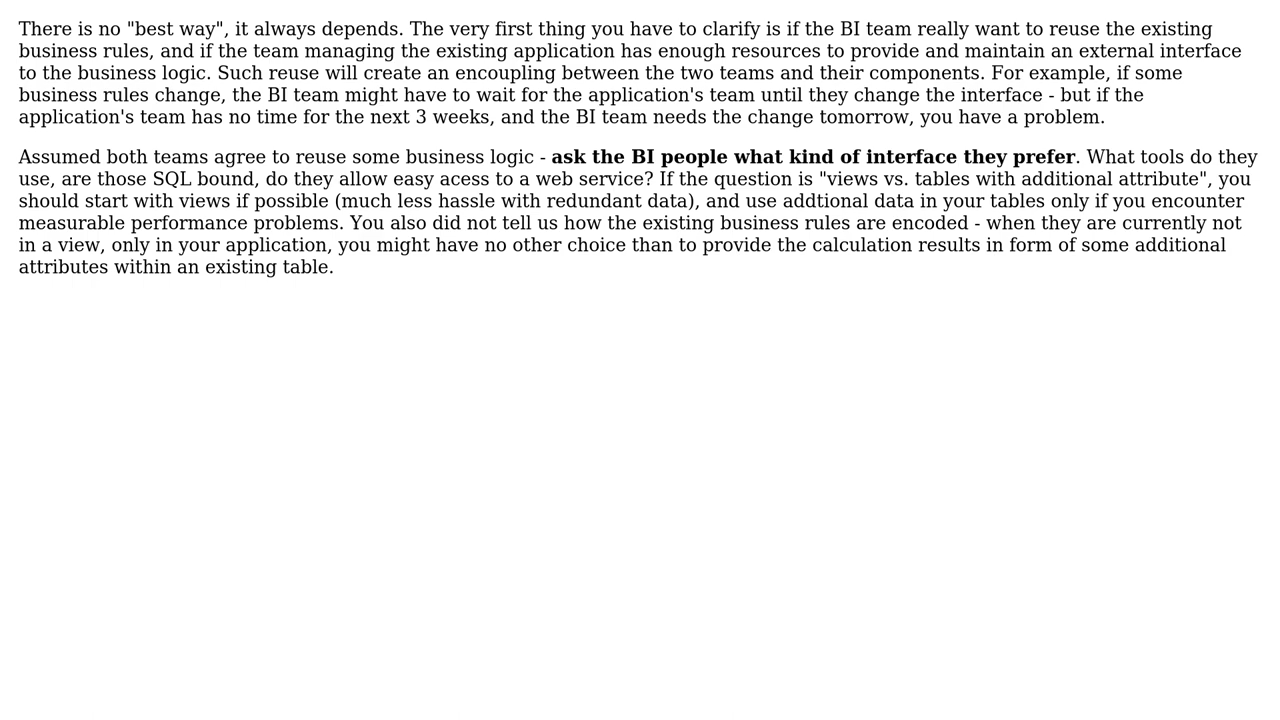 There is no "best way", it always depends. The very first thing you have to clarify is if the BI team really want to reuse the existing
business rules, and if the team managing the existing application has enough resources to provide and maintain an external interface
to the business logic. Such reuse will create an encoupling between the two teams and their components. For example, if some
business rules change, the BI team might have to wait for the application's team until they change the interface - but if the
application's team has no time for the next 3 weeks, and the BI team needs the change tomorrow, you have a problem.
Assumed both teams agree to reuse some business logic - ask the BI people what kind of interface they prefer. What tools do they
use, are those SQL bound, do they allow easy acess to a web service? If the question is "views vs. tables with additional attribute", you
should start with views if possible (much less hassle with redundant data), and use addtional data in your tables only if you encounter
measurable performance problems. You also did not tell us how the existing business rules are encoded - when they are currently not
in a view, only in your application, you might have no other choice than to provide the calculation results in form of some additional
attributes within an existing table.